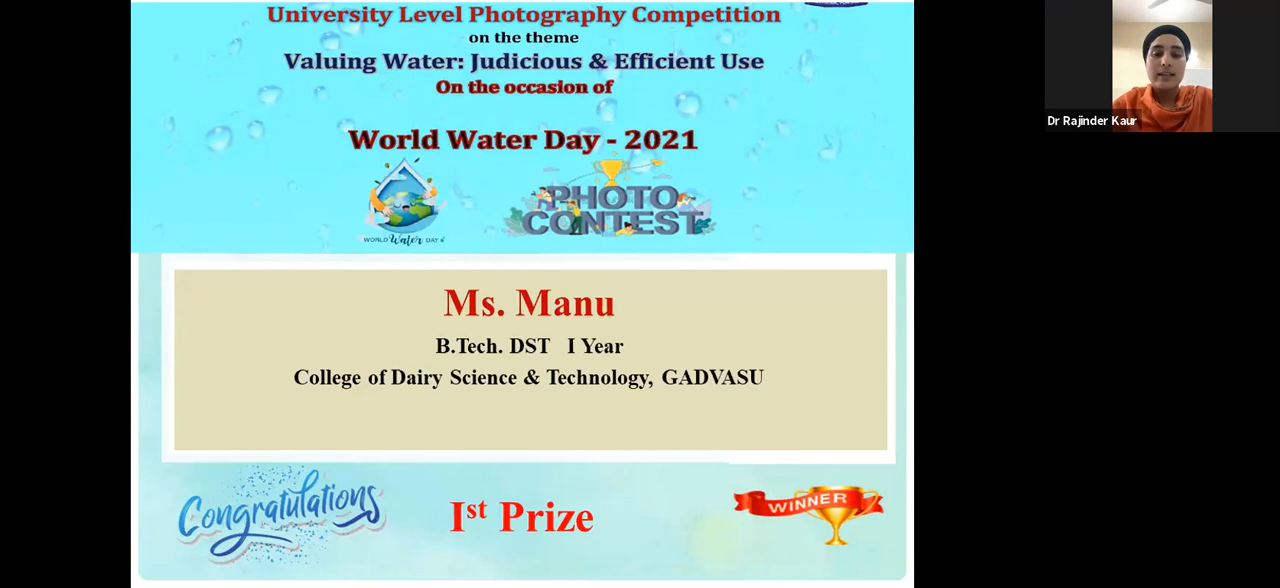 University Level Photography Competition
on the theme
Valuing Water: Judicious & Efficient Use
On the occasion of
World Water Day - 2021
WORLD Water DAY
PHOTO
CONTEST
Ms. Manu
B.Tech. DST I Year
College of Dairy Science & Technology, GADVASU
Congratulations
Ist Prize
WINNER
Dr Rajinder Kaur